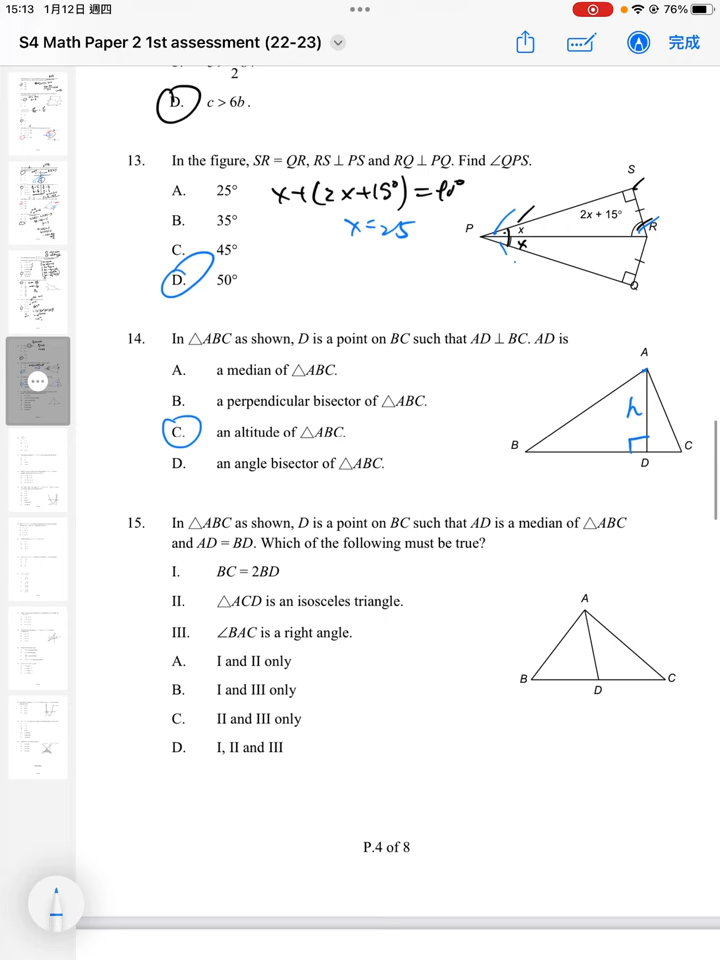 15:13 1月12日 週四
76%
S4 Math Paper 2 1st assessment (22-23)
完成
2
D. c > 6b.
13. In the figure, SR = QR, RS ⊥ PS and RQ ⊥ PQ. Find ∠QPS.
A. 25°
x+(2x+15°)=90°
B. 35°
x=25
C. 45°
D. 50°
S
2x + 15°
P
x
R
x
Q
14. In △ABC as shown, D is a point on BC such that AD ⊥ BC. AD is
A. a median of △ABC.
B. a perpendicular bisector of △ABC.
C. an altitude of △ABC.
D. an angle bisector of △ABC.
A
h
B
C
D
15. In △ABC as shown, D is a point on BC such that AD is a median of △ABC
and AD = BD. Which of the following must be true?
I. BC = 2BD
II. △ACD is an isosceles triangle.
III. ∠BAC is a right angle.
A. I and II only
B. I and III only
C. II and III only
D. I, II and III
A
B
C
D
P.4 of 8